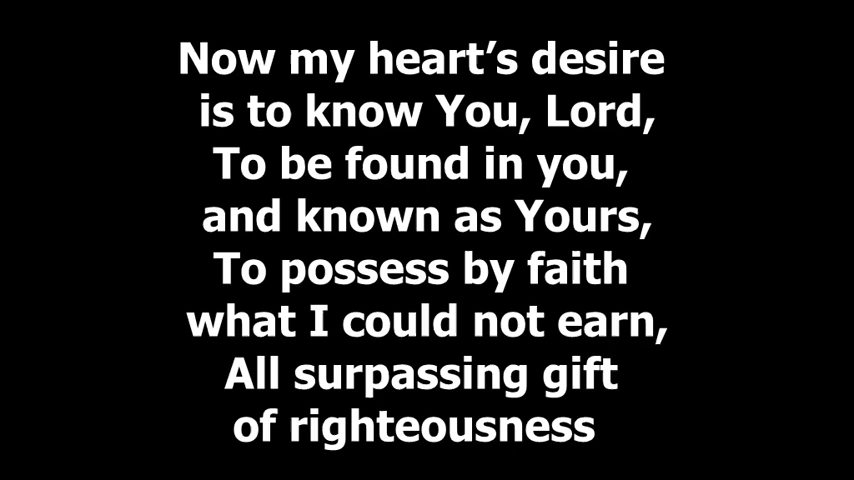 Now my heart’s desire
is to know You, Lord,
To be found in you,
and known as Yours,
To possess by faith
what I could not earn,
All surpassing gift
of righteousness